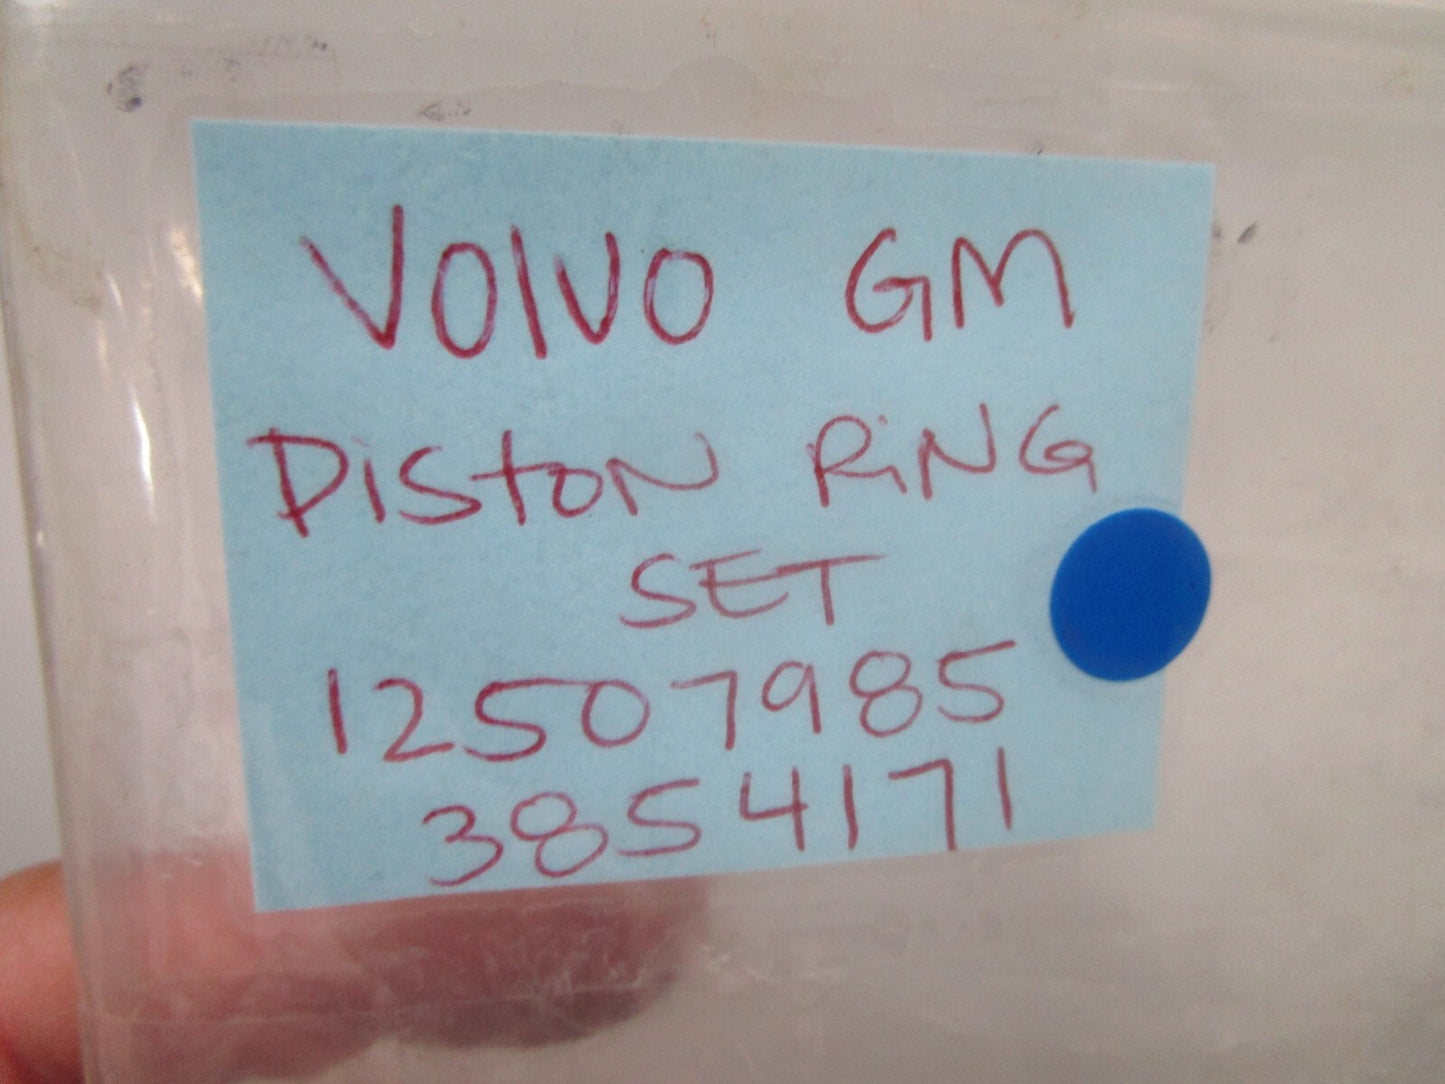 VOLVO GM
PISTON RiNG
SET
12507985
3854171